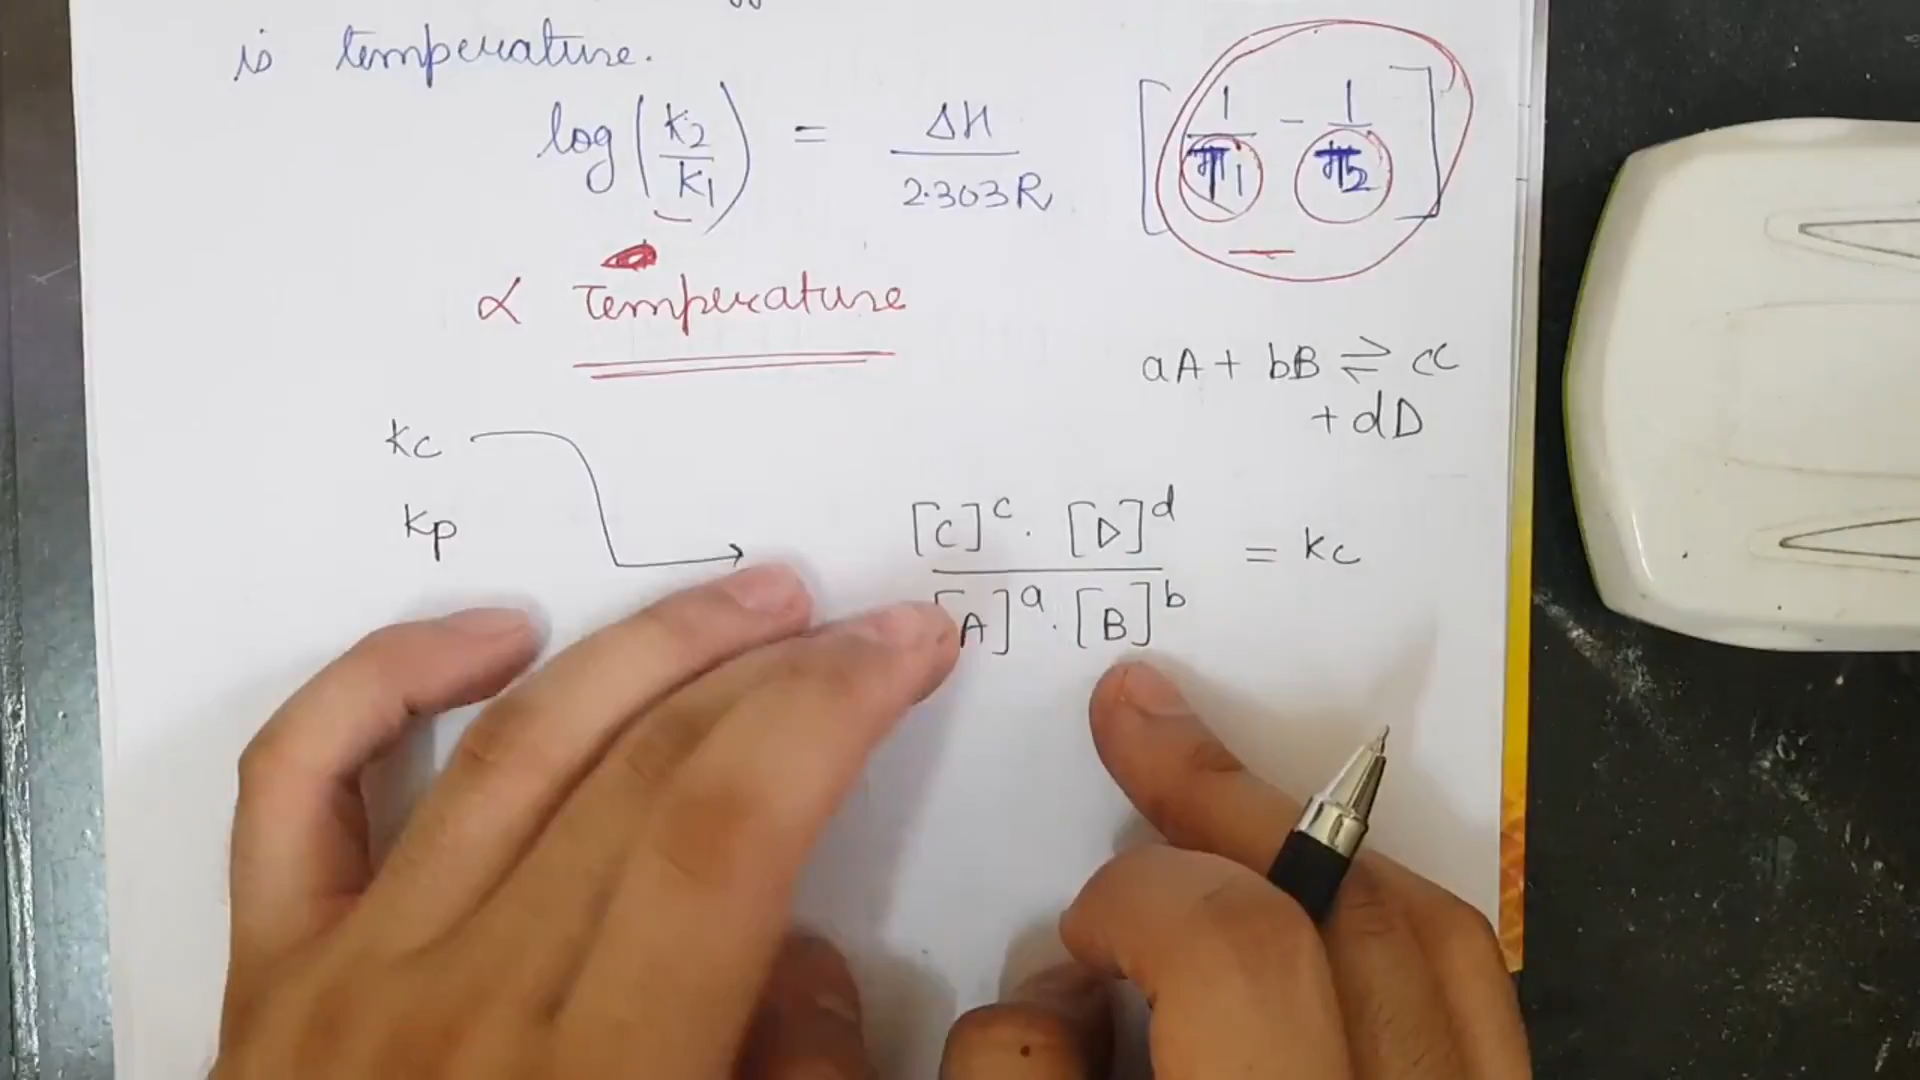 is temperature.
log(K2/K1) = ΔH/2.303R [1/T1 - 1/T2]
∝ Temperature
aA + bB ⇌ cC
+ dD
Kc
Kp
[C]^c . [D]^d / [A]^a . [B]^b = Kc